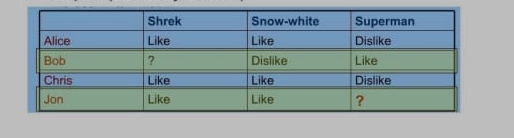 Shrek Snow-white Superman
Alice Like Like Dislike
Bob ? Dislike Like
Chris Like Like Dislike
Jon Like Like ?